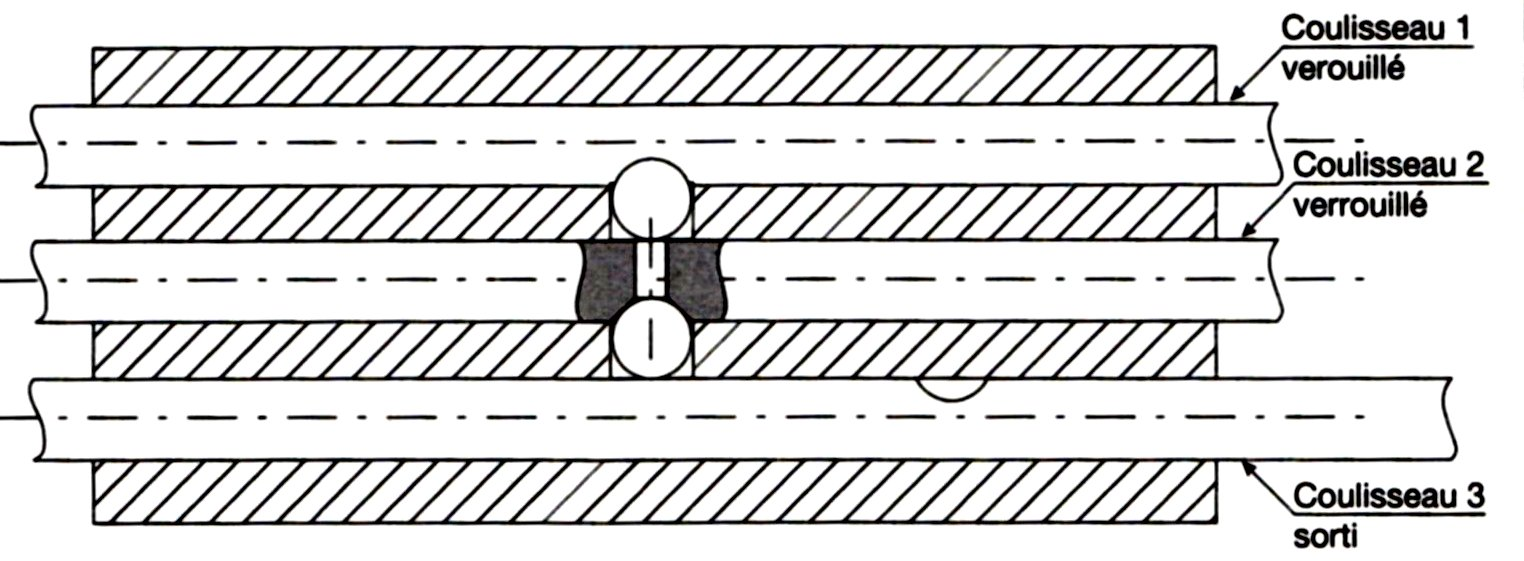 Coulisseau 1
verouillé
Coulisseau 2
verrouillé
Coulisseau 3
sorti